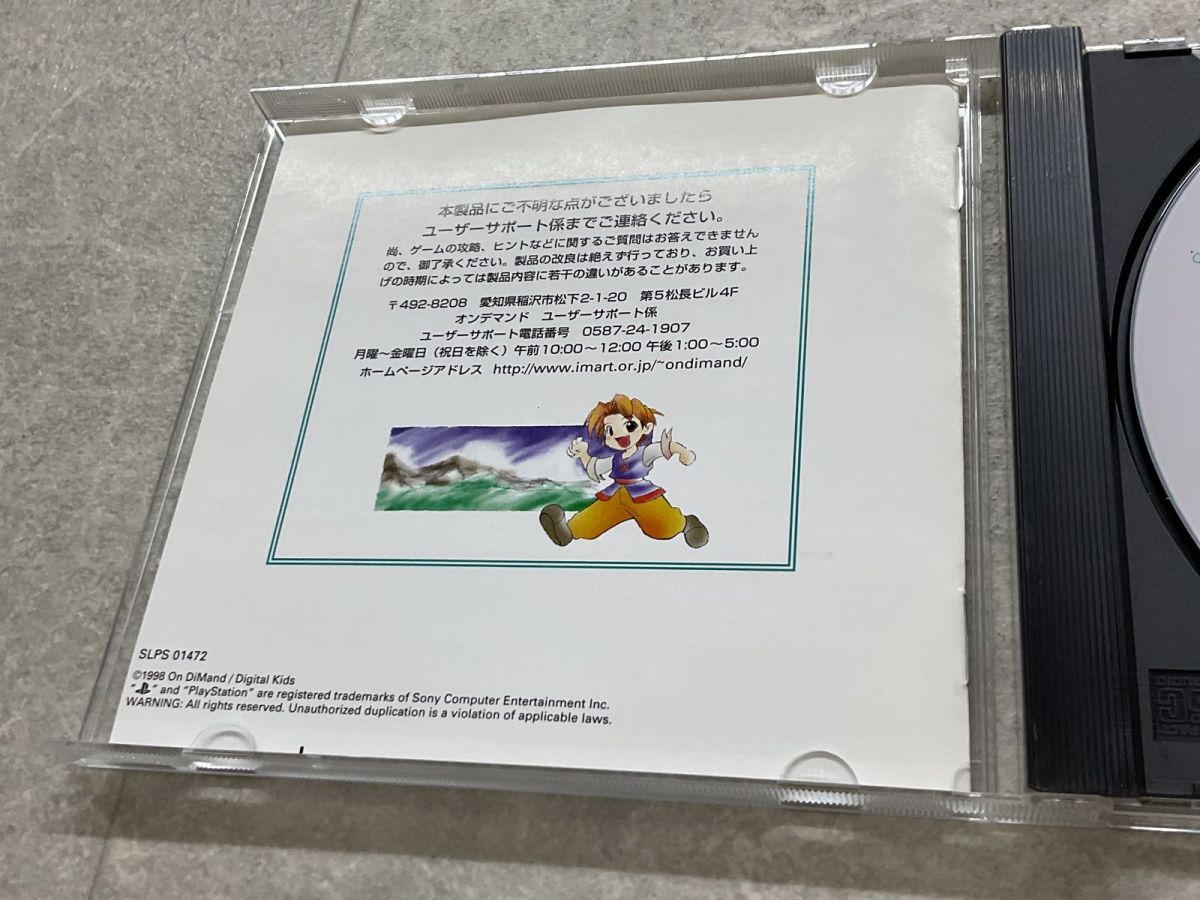 本製品にご不明な点がございましたら
ユーザーサポート係までご連絡ください。
尚、ゲームの攻略、ヒントなどに関するご質問はお答えできません
ので、御了承ください。製品の改良は絶えず行っており、お買い上
げの時期によっては製品内容に若干の違いがあることがあります。
〒492-8208 愛知県稲沢市松下2-1-20 第5松長ビル4F
オンデマンド ユーザーサポート係
ユーザーサポート電話番号 0587-24-1907
月曜〜金曜日（祝日を除く）午前10:00〜12:00 午後1:00〜5:00
ホームページアドレス http://www.imart.or.jp/~ondimand/
SLPS 01472
©1998 On DiMand / Digital Kids
" " and "PlayStation" are registered trademarks of Sony Computer Entertainment Inc.
WARNING: All rights reserved. Unauthorized duplication is a violation of applicable laws.